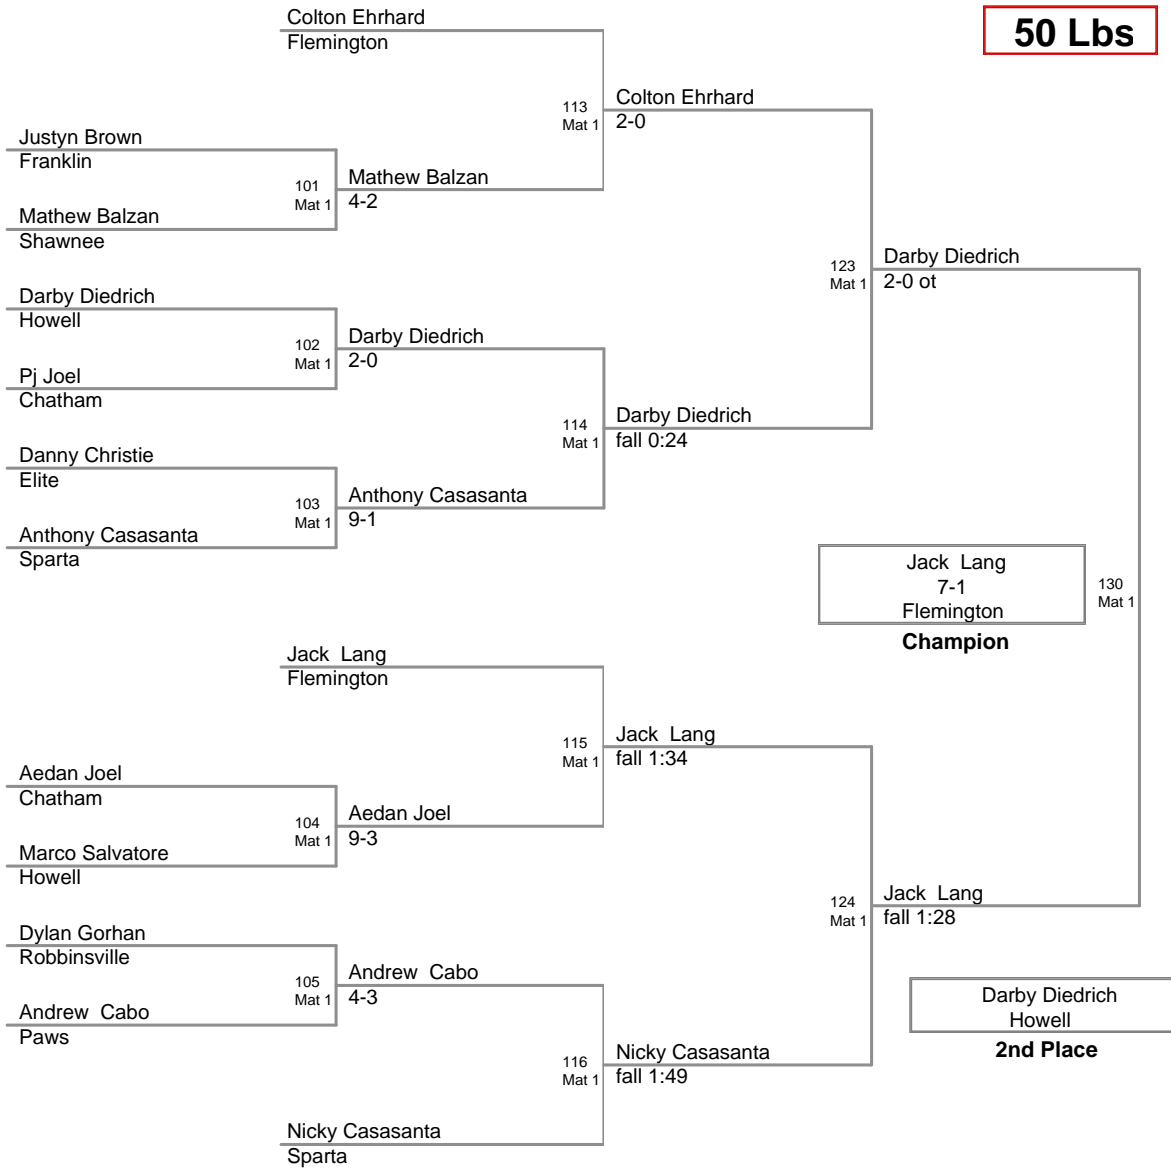 Colton Ehrhard
Flemington
50 Lbs
113
Mat 1
Colton Ehrhard
2-0
Justyn Brown
Franklin
101
Mat 1
Mathew Balzan
4-2
Mathew Balzan
Shawnee
123
Mat 1
Darby Diedrich
2-0 ot
Darby Diedrich
Howell
102
Mat 1
Darby Diedrich
2-0
Pj Joel
Chatham
114
Mat 1
Darby Diedrich
fall 0:24
Danny Christie
Elite
103
Mat 1
Anthony Casasanta
9-1
Anthony Casasanta
Sparta
Jack Lang
7-1
Flemington
Champion
130
Mat 1
Jack Lang
Flemington
115
Mat 1
Jack Lang
fall 1:34
Aedan Joel
Chatham
104
Mat 1
Aedan Joel
9-3
Marco Salvatore
Howell
124
Mat 1
Jack Lang
fall 1:28
Dylan Gorhan
Robbinsville
105
Mat 1
Andrew Cabo
4-3
Andrew Cabo
Paws
Darby Diedrich
Howell
2nd Place
116
Mat 1
Nicky Casasanta
fall 1:49
Nicky Casasanta
Sparta